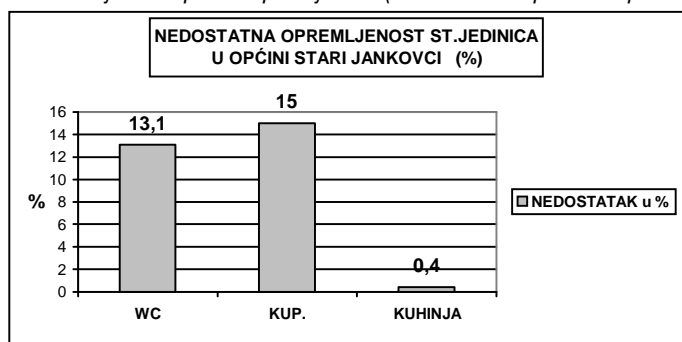 NEDOSTATNA OPREMLJENOST ST.JEDINICA
U OPĆINI STARI JANKOVCI (%)
16
14
12
10
8
6
4
2
0
%
13,1
15
0,4
WC
KUP.
KUHINJA
NEDOSTATAK u %